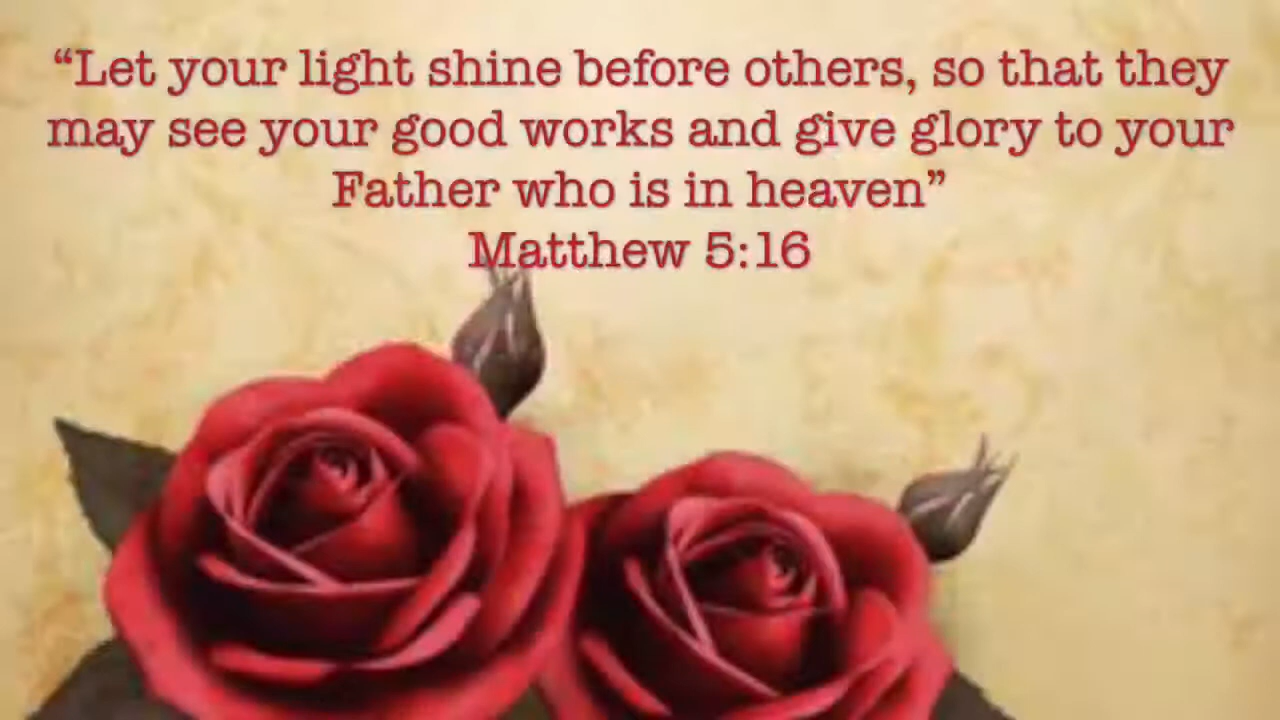 “Let your light shine before others, so that they
may see your good works and give glory to your
Father who is in heaven”
Matthew 5:16